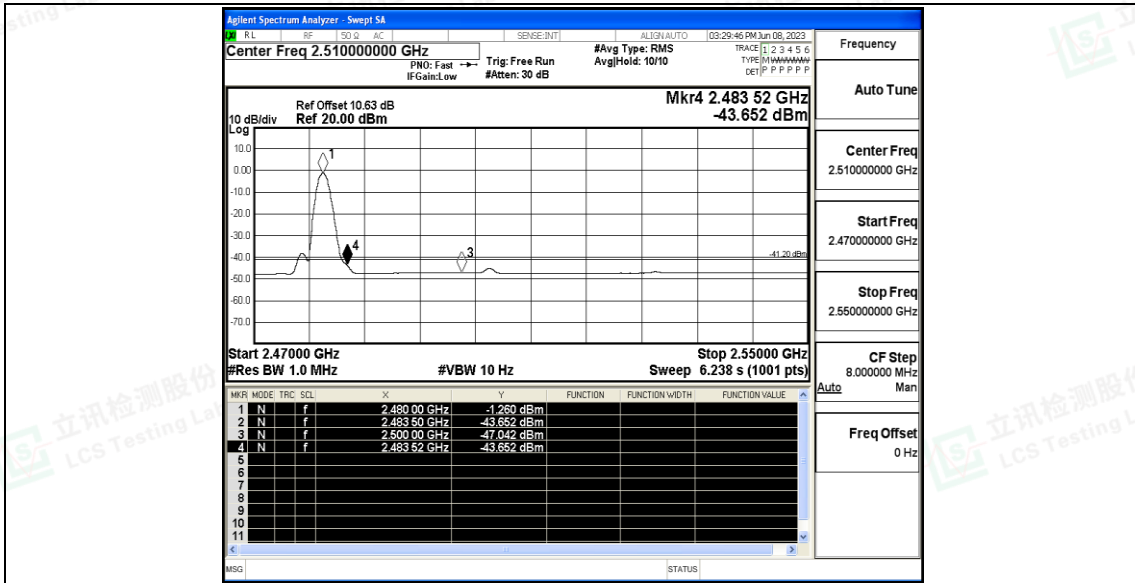 Agilent Spectrum Analyzer - Swept SA
RL RF 50 Ω AC SENSE:INT ALIGN AUTO 03:29:46 PM Jun 08, 2023
Center Freq 2.510000000 GHz
PNO: Fast
IFGain:Low
Trig: Free Run
#Atten: 30 dB
#Avg Type: RMS
Avg|Hold: 10/10
TRACE 1 2 3 4 5 6
TYPE M W W W W W
DET P P P P P P
Mkr4 2.483 52 GHz
-43.652 dBm
Ref Offset 10.63 dB
10 dB/div Ref 20.00 dBm
Log
10.0
0.00
-10.0
-20.0
-30.0
-40.0
-50.0
-60.0
-70.0
1
4
3
-41.20 dBm
Start 2.47000 GHz Stop 2.55000 GHz
#Res BW 1.0 MHz #VBW 10 Hz Sweep 6.238 s (1001 pts)
MKR MODE TRC SCL X Y FUNCTION FUNCTION WIDTH FUNCTION VALUE
1 N f 2.480 00 GHz -1.260 dBm
2 N f 2.483 50 GHz -43.652 dBm
3 N f 2.500 00 GHz -47.042 dBm
4 N f 2.483 52 GHz -43.652 dBm
5
6
7
8
9
10
11
MSG STATUS
Frequency
Auto Tune
Center Freq
2.510000000 GHz
Start Freq
2.470000000 GHz
Stop Freq
2.550000000 GHz
CF Step
8.000000 MHz
Auto Man
Freq Offset
0 Hz
立讯检测股份
LCS Testing Lab
立讯检测股份
LCS Testing L